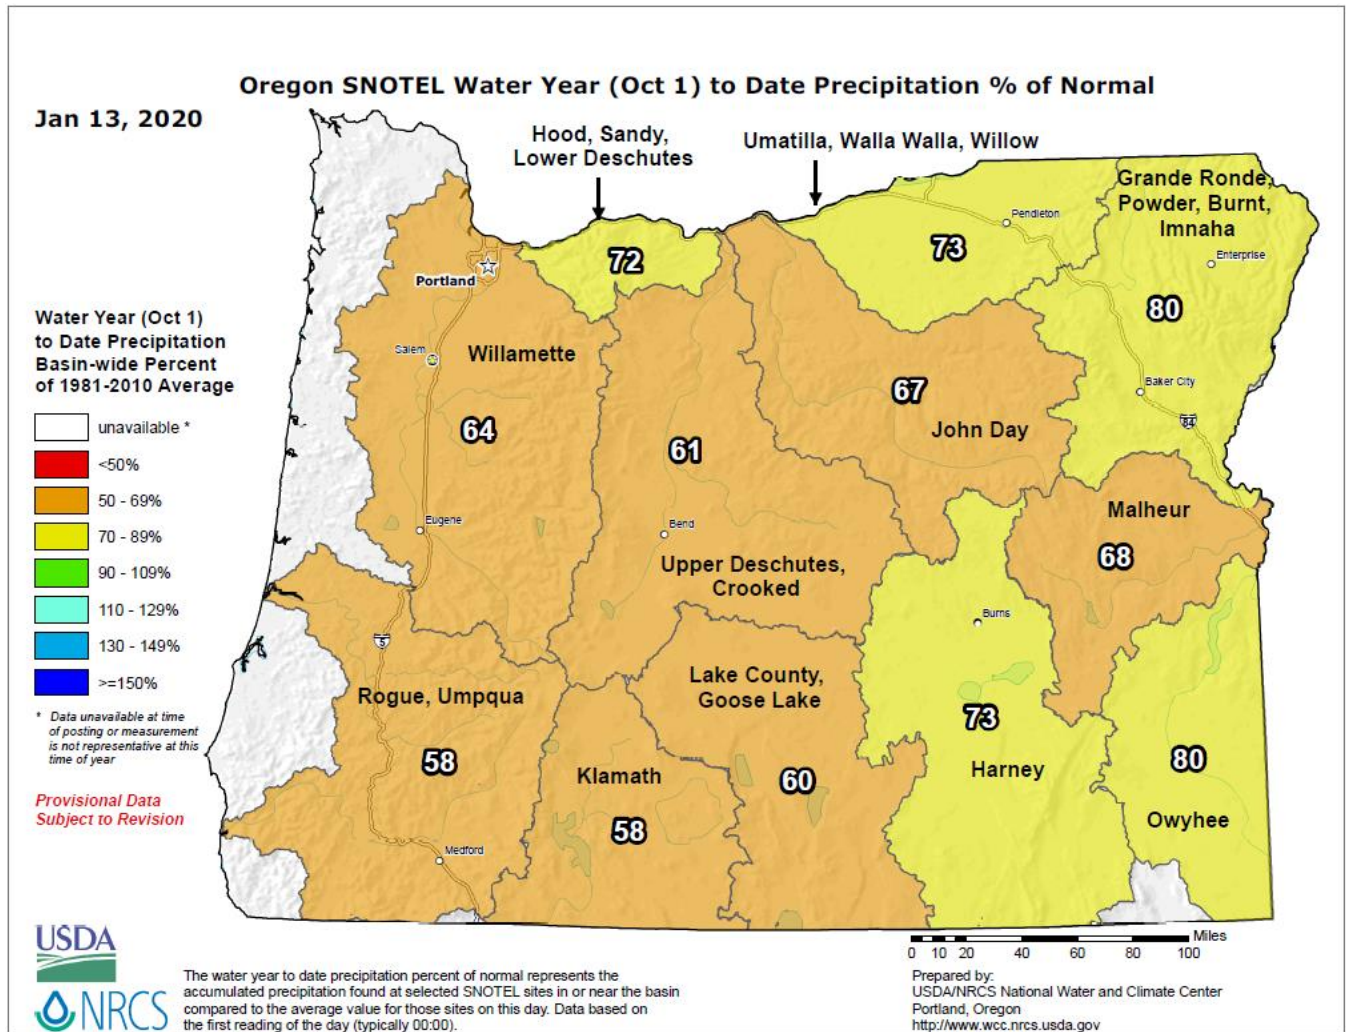 Oregon SNOTEL Water Year (Oct 1) to Date Precipitation % of Normal
Jan 13, 2020
Hood, Sandy,
Lower Deschutes
Umatilla, Walla Walla, Willow
Grande Ronde,
Powder, Burnt,
Imnaha
Pendleton
Enterprise
72
73
80
Portland
Water Year (Oct 1)
to Date Precipitation
Basin-wide Percent
of 1981-2010 Average
unavailable *
<50%
50 - 69%
70 - 89%
90 - 109%
110 - 129%
130 - 149%
>=150%
* Data unavailable at time
of posting or measurement
is not representative at this
time of year
Provisional Data
Subject to Revision
Salem
Willamette
64
Eugene
61
Bend
Upper Deschutes,
Crooked
67
John Day
Baker City
84
Malheur
68
Burns
5
Rogue, Umpqua
58
Medford
Lake County,
Goose Lake
60
Klamath
58
73
Harney
80
Owyhee
Miles
0 10 20 40 60 80 100
USDA
NRCS
The water year to date precipitation percent of normal represents the
accumulated precipitation found at selected SNOTEL sites in or near the basin
compared to the average value for those sites on this day. Data based on
the first reading of the day (typically 00:00).
Prepared by:
USDA/NRCS National Water and Climate Center
Portland, Oregon
http://www.wcc.nrcs.usda.gov